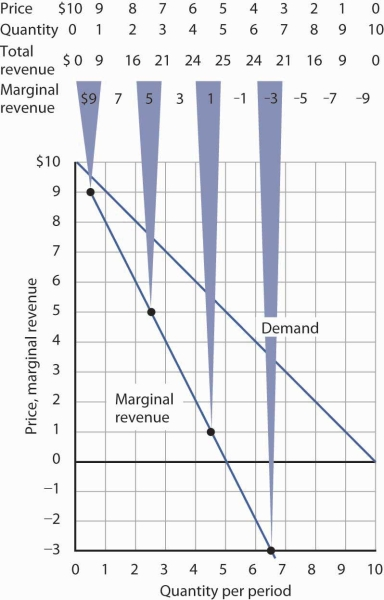 Price $10 9 8 7 6 5 4 3 2 1 0
Quantity 0 1 2 3 4 5 6 7 8 9 10
Total
revenue $0 9 16 21 24 25 24 21 16 9 0
Marginal
revenue $9 7 5 3 1 −1 −3 −5 −7 −9
$10
9
8
7
6
5
4
3
2
1
0
−1
−2
−3
Price, marginal revenue
Demand
Marginal
revenue
0 1 2 3 4 5 6 7 8 9 10
Quantity per period